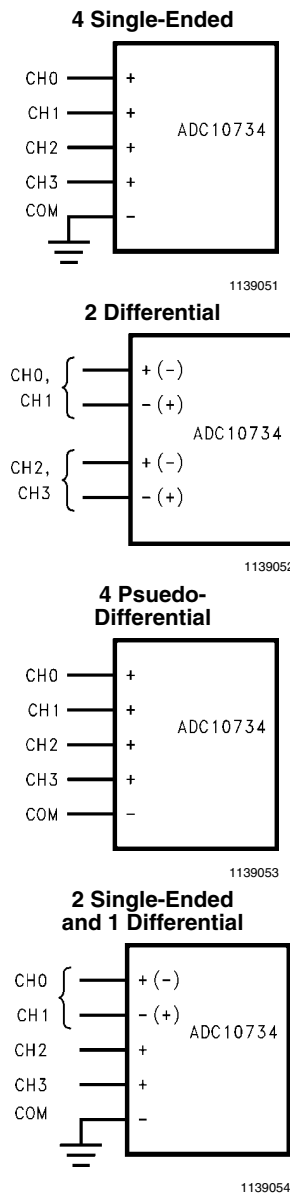 4 Single-Ended
CH0
+
CH1
+
ADC10734
CH2
+
CH3
+
COM
−
1139051
2 Differential
CH0,
+(−)
CH1
−(+)
ADC10734
CH2,
+(−)
CH3
−(+)
1139052
4 Psuedo-
Differential
CH0
+
CH1
+
ADC10734
CH2
+
CH3
+
COM
−
1139053
2 Single-Ended
and 1 Differential
CH0
+(−)
CH1
−(+)
ADC10734
CH2
+
CH3
+
COM
−
1139054